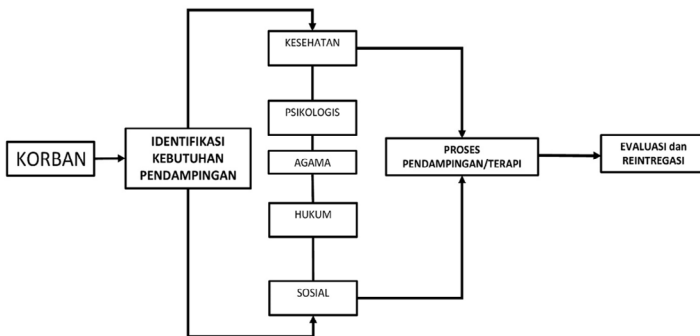 KORBAN
IDENTIFIKASI
KEBUTUHAN
PENDAMPINGAN
KESEHATAN
PSIKOLOGIS
AGAMA
HUKUM
SOSIAL
PROSES
PENDAMPINGAN/TERAPI
EVALUASI dan
REINTREGASI